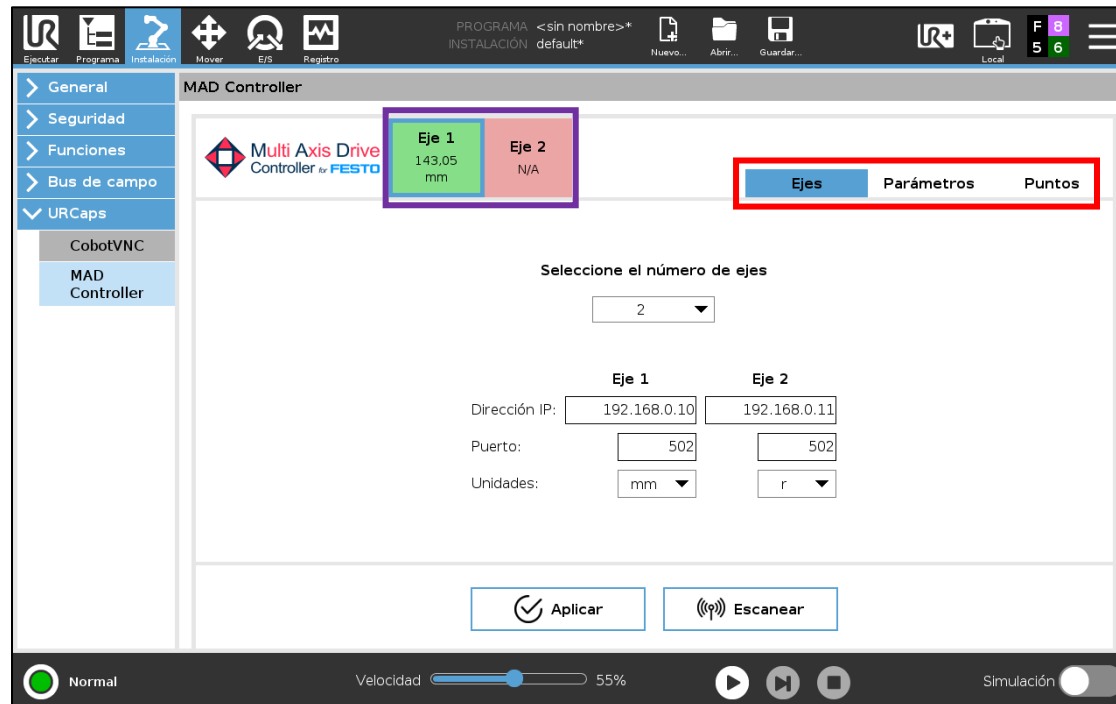 UR
PROGRAMA <sin nombre>*
INSTALACIÓN default*
Ejecutar Programa Instalación Mover E/S Registro
Nuevo... Abrir... Guardar...
UR+
Local
F 8
5 6
General
Seguridad
Funciones
Bus de campo
URCaps
CobotVNC
MAD
Controller
MAD Controller
Multi Axis Drive
Controller for FESTO
Eje 1
143,05
mm
Eje 2
N/A
Ejes Parámetros Puntos
Seleccione el número de ejes
2
Eje 1 Eje 2
Dirección IP: 192.168.0.10 192.168.0.11
Puerto: 502 502
Unidades: mm r
Aplicar Escanear
Normal Velocidad 55% Simulación